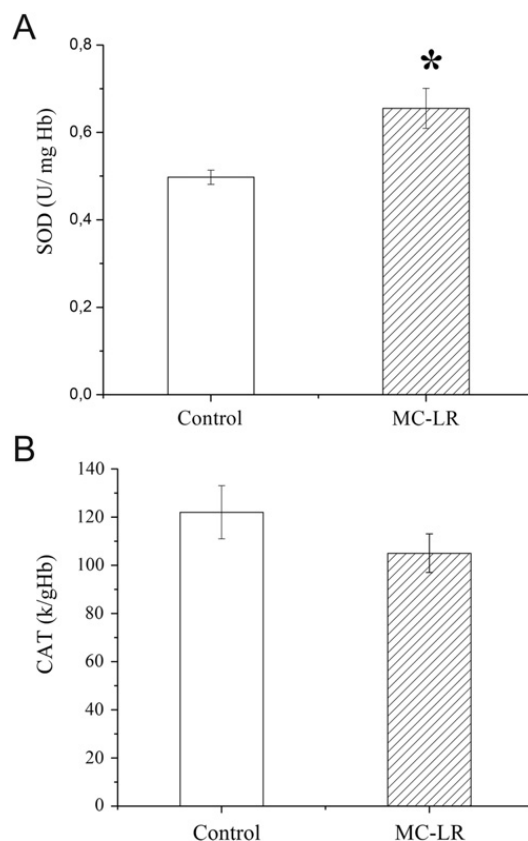 A
0,8
0,6
0,4
0,2
0,0
SOD (U/ mg Hb)
*
Control MC-LR
B
140
120
100
80
60
40
20
0
CAT (k/gHb)
Control MC-LR